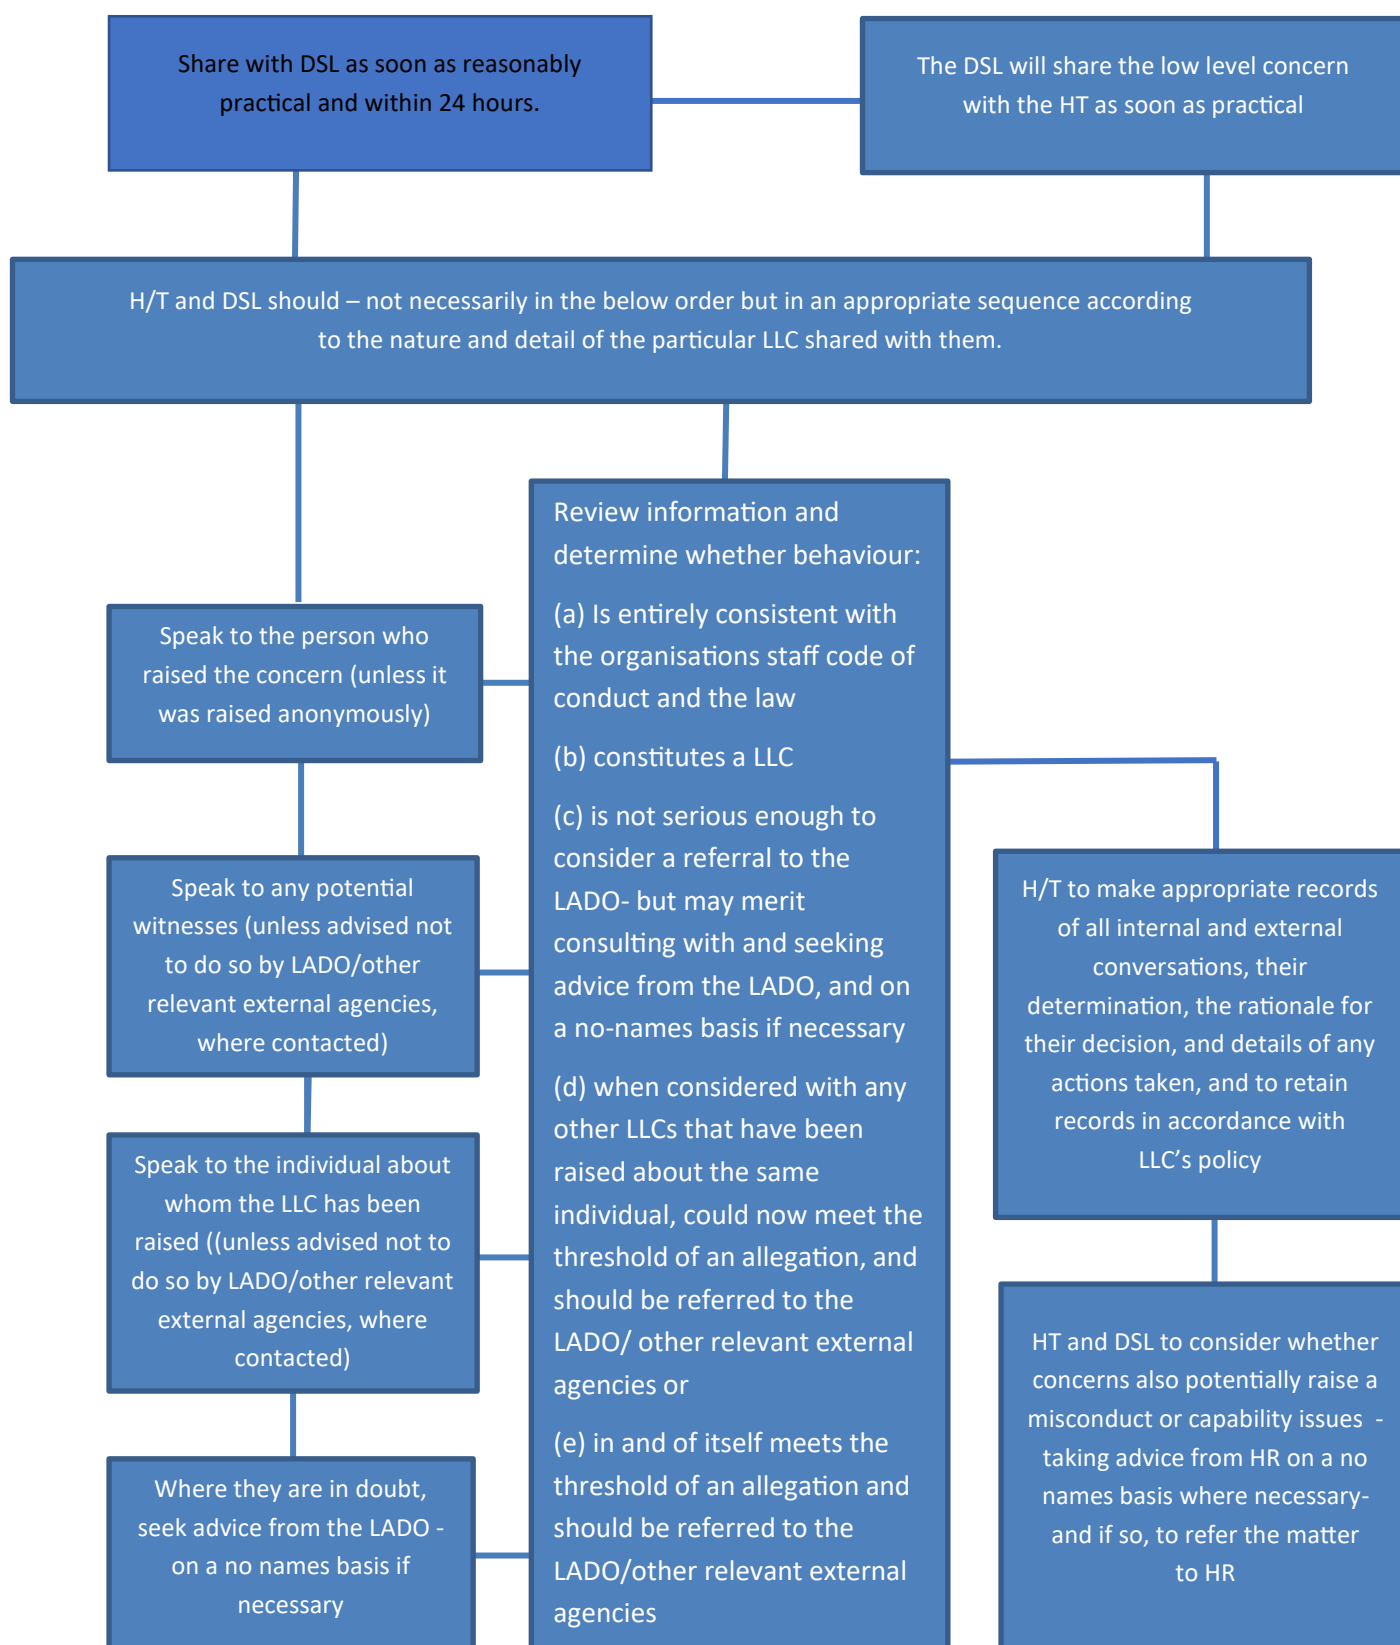 Share with DSL as soon as reasonably
practical and within 24 hours.
The DSL will share the low level concern
with the HT as soon as practical
H/T and DSL should – not necessarily in the below order but in an appropriate sequence according
to the nature and detail of the particular LLC shared with them.
Speak to the person who
raised the concern (unless it
was raised anonymously)
Speak to any potential
witnesses (unless advised not
to do so by LADO/other
relevant external agencies,
where contacted)
Speak to the individual about
whom the LLC has been
raised ((unless advised not to
do so by LADO/other relevant
external agencies, where
contacted)
Where they are in doubt,
seek advice from the LADO -
on a no names basis if
necessary
Review information and
determine whether behaviour:
(a) Is entirely consistent with
the organisations staff code of
conduct and the law
(b) constitutes a LLC
(c) is not serious enough to
consider a referral to the
LADO- but may merit
consulting with and seeking
advice from the LADO, and on
a no-names basis if necessary
(d) when considered with any
other LLCs that have been
raised about the same
individual, could now meet the
threshold of an allegation, and
should be referred to the
LADO/ other relevant external
agencies or
(e) in and of itself meets the
threshold of an allegation and
should be referred to the
LADO/other relevant external
agencies
H/T to make appropriate records
of all internal and external
conversations, their
determination, the rationale for
their decision, and details of any
actions taken, and to retain
records in accordance with
LLC’s policy
HT and DSL to consider whether
concerns also potentially raise a
misconduct or capability issues -
taking advice from HR on a no
names basis where necessary-
and if so, to refer the matter
to HR